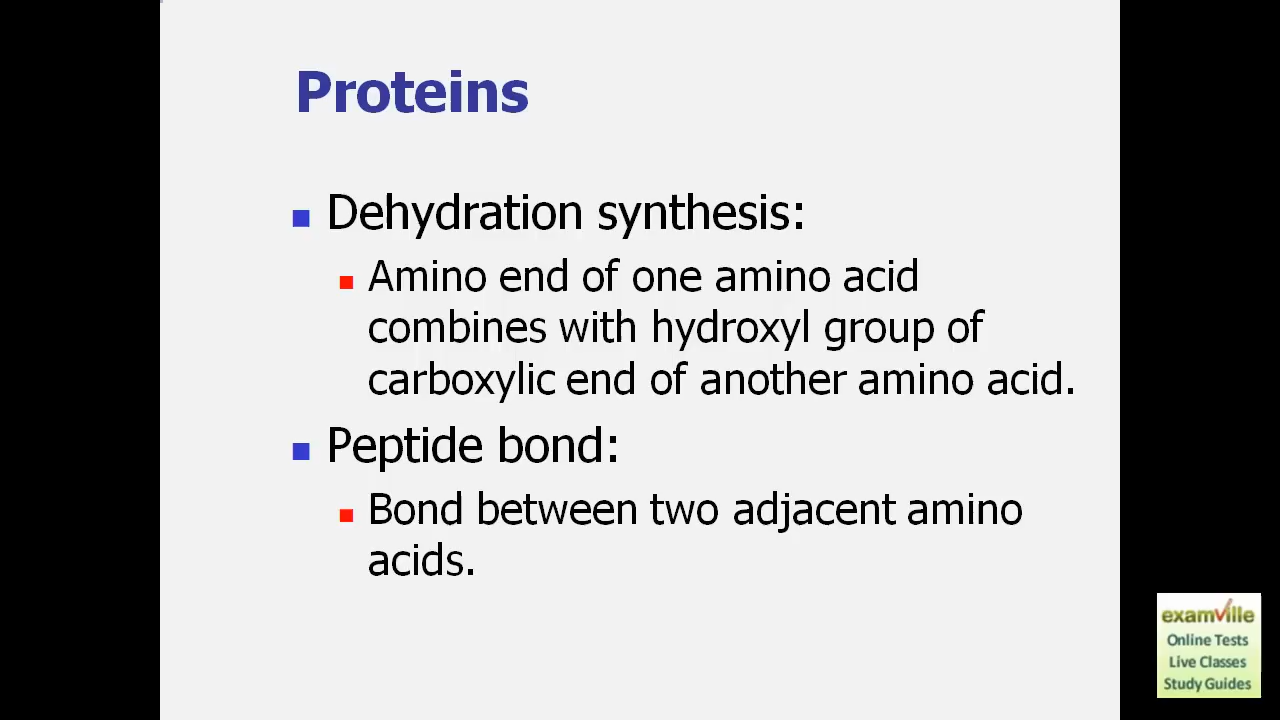 Proteins
Dehydration synthesis:
Amino end of one amino acid
combines with hydroxyl group of
carboxylic end of another amino acid.
Peptide bond:
Bond between two adjacent amino
acids.
examville
Online Tests
Live Classes
Study Guides